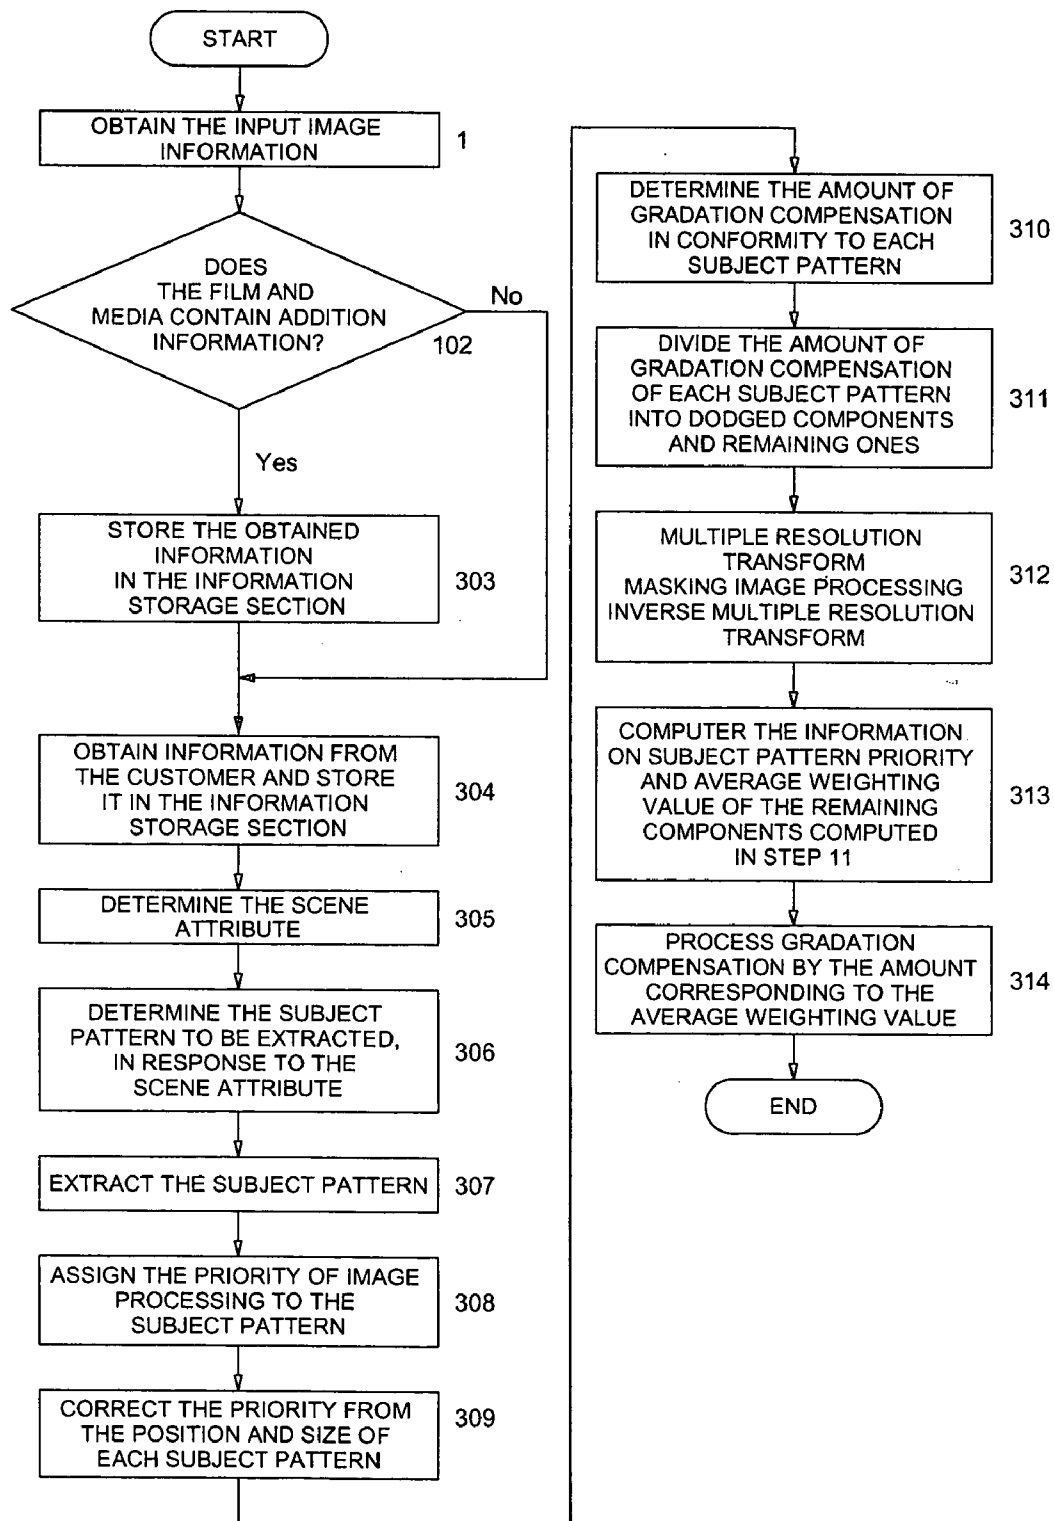 START
OBTAIN THE INPUT IMAGE
INFORMATION
1
DOES
THE FILM AND
MEDIA CONTAIN ADDITION
INFORMATION?
102
No
Yes
STORE THE OBTAINED
INFORMATION
IN THE INFORMATION
STORAGE SECTION
303
OBTAIN INFORMATION FROM
THE CUSTOMER AND STORE
IT IN THE INFORMATION
STORAGE SECTION
304
DETERMINE THE SCENE
ATTRIBUTE
305
DETERMINE THE SUBJECT
PATTERN TO BE EXTRACTED,
IN RESPONSE TO THE
SCENE ATTRIBUTE
306
EXTRACT THE SUBJECT PATTERN
307
ASSIGN THE PRIORITY OF IMAGE
PROCESSING TO THE
SUBJECT PATTERN
308
CORRECT THE PRIORITY FROM
THE POSITION AND SIZE OF
EACH SUBJECT PATTERN
309
DETERMINE THE AMOUNT OF
GRADATION COMPENSATION
IN CONFORMITY TO EACH
SUBJECT PATTERN
310
DIVIDE THE AMOUNT OF
GRADATION COMPENSATION
OF EACH SUBJECT PATTERN
INTO DODGED COMPONENTS
AND REMAINING ONES
311
MULTIPLE RESOLUTION
TRANSFORM
MASKING IMAGE PROCESSING
INVERSE MULTIPLE RESOLUTION
TRANSFORM
312
COMPUTER THE INFORMATION
ON SUBJECT PATTERN PRIORITY
AND AVERAGE WEIGHTING
VALUE OF THE REMAINING
COMPONENTS COMPUTED
IN STEP 11
313
PROCESS GRADATION
COMPENSATION BY THE AMOUNT
CORRESPONDING TO THE
AVERAGE WEIGHTING VALUE
314
END